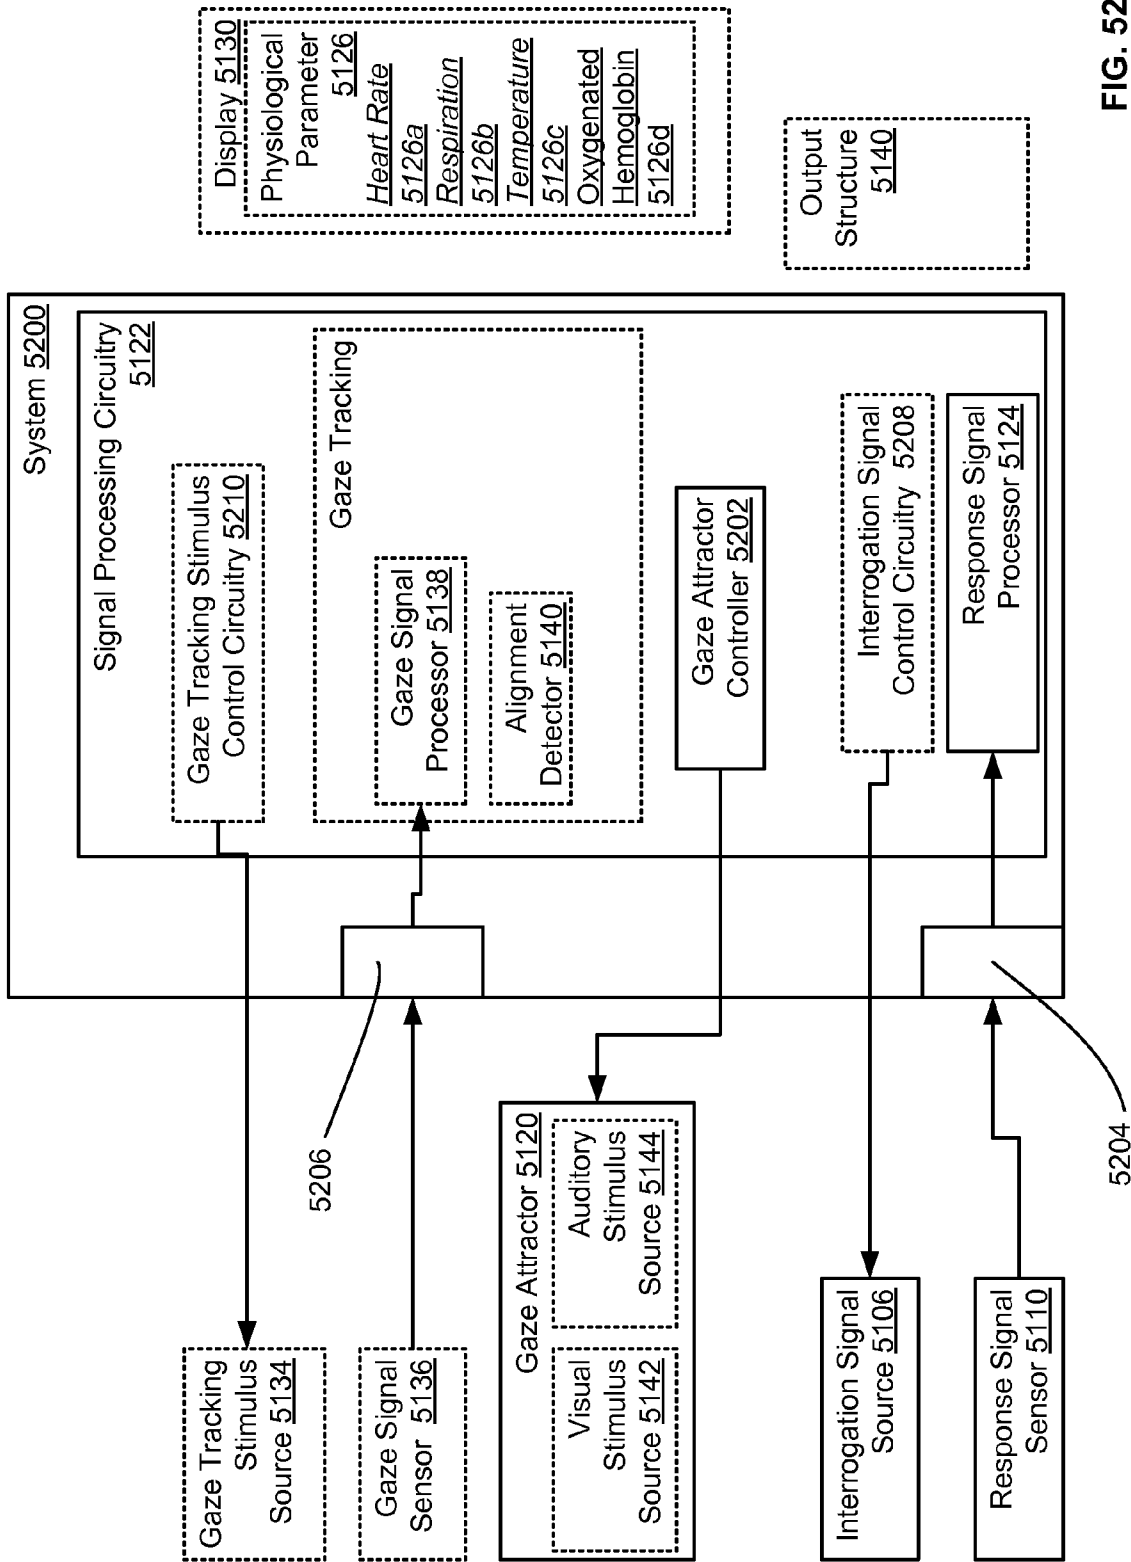 System 5200
Signal Processing Circuitry
5122
Gaze Tracking Stimulus
Control Circuitry 5210
Gaze Tracking
Gaze Signal
Processor 5138
Alignment
Detector 5140
Gaze Attractor
Controller 5202
Interrogation Signal
Control Circuitry 5208
Response Signal
Processor 5124
Display 5130
Physiological
Parameter
5126
Heart Rate
5126a
Respiration
5126b
Temperature
5126c
Oxygenated
Hemoglobin
5126d
Output
Structure
5140
Gaze Tracking
Stimulus
Source 5134
Gaze Signal
Sensor 5136
5206
Gaze Attractor 5120
Visual
Stimulus
Source 5142
Auditory
Stimulus
Source 5144
Interrogation Signal
Source 5106
Response Signal
Sensor 5110
5204
FIG. 52